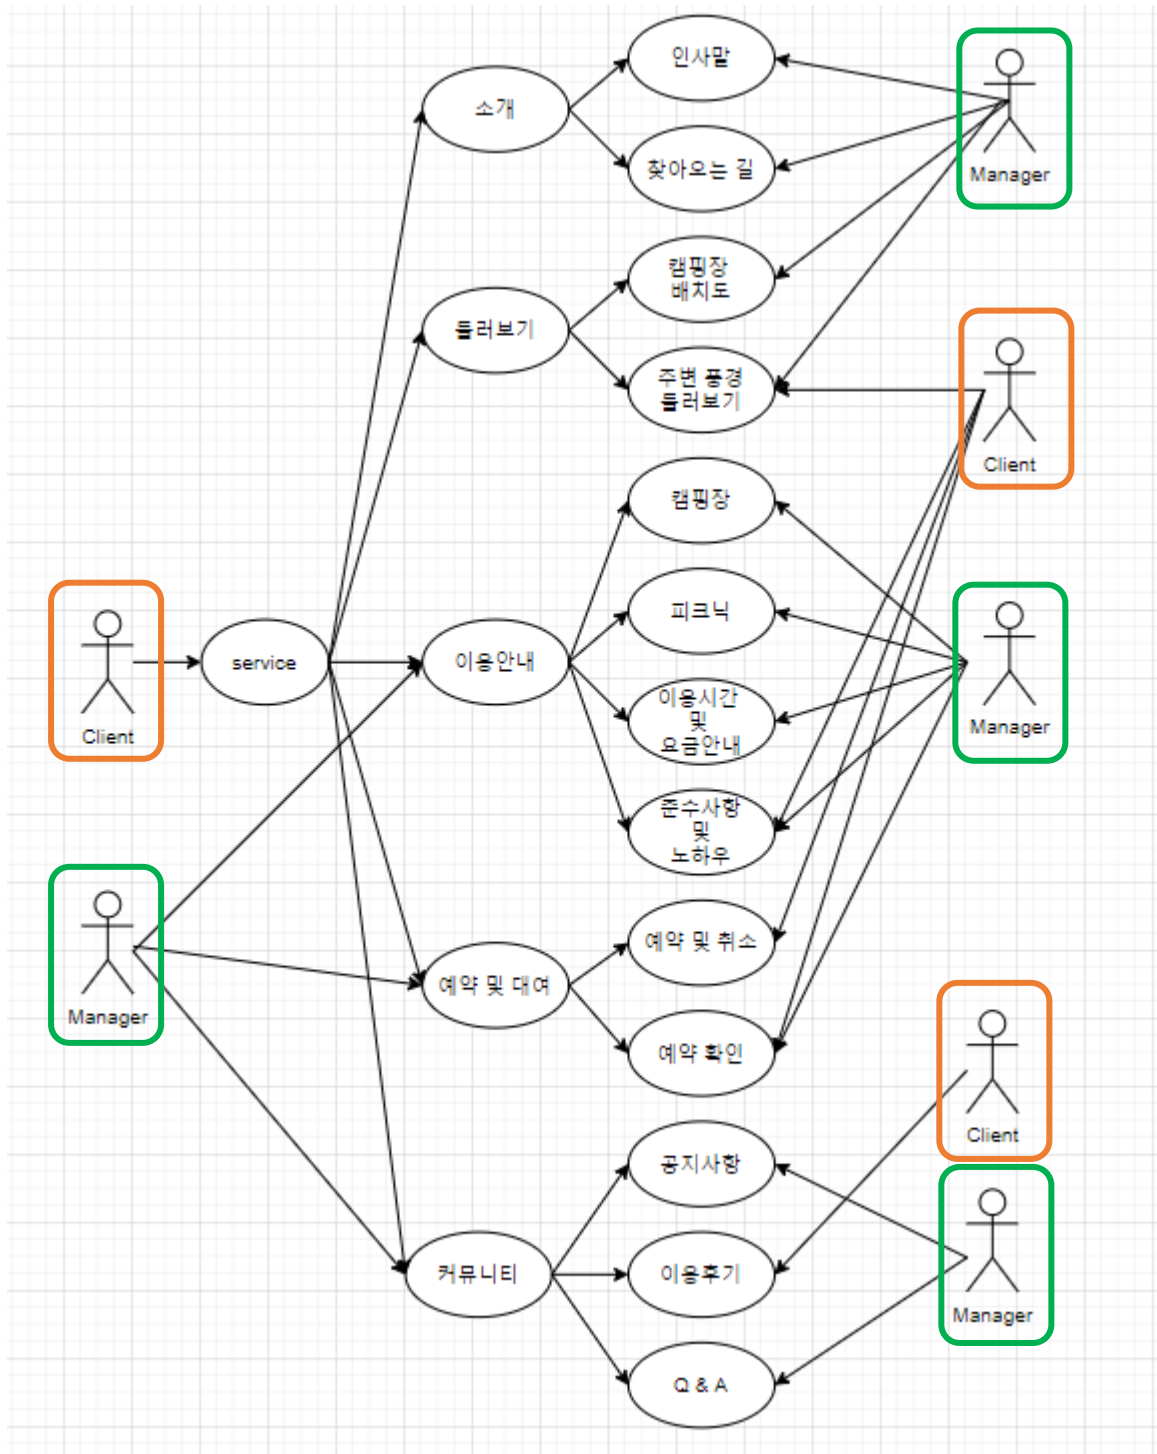 인사말
소개
찾아오는 길
Manager
캠핑장
배치도
둘러보기
주변 풍경
둘러보기
Client
캠핑장
피크닉
service
이용안내
이용시간
및
요금안내
Client
Manager
준수사항
및
노하우
예약 및 취소
Manager
예약 및 대여
예약 확인
Client
공지사항
커뮤니티
이용후기
Manager
Q & A